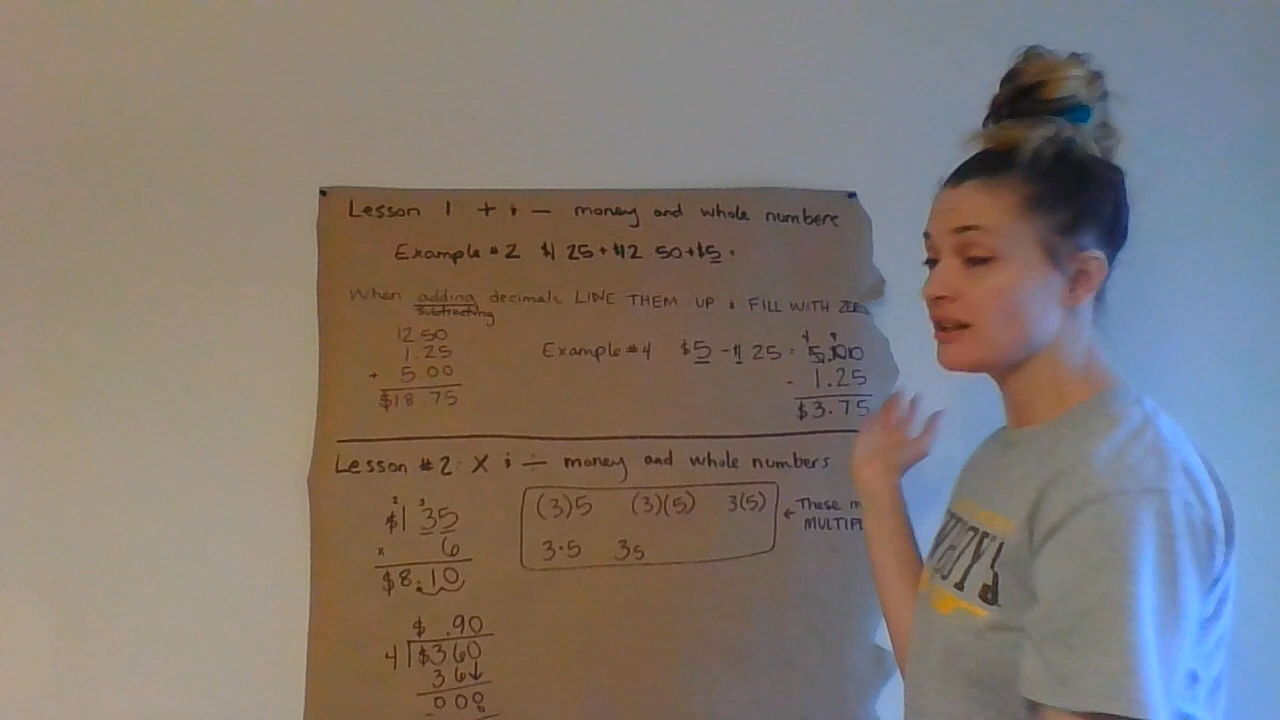 Lesson 1 + ; - money and whole numbers
Example #2 $1 25+$12 50+$5 .
When adding decimals LINE THEM UP & FILL WITH ZERO
subtracting
12 50
1.25
+ 5.00
$18.75
Example #4 $5 - $1 25 = 5.00
- 1.25
$3.75
Lesson #2: X ; ÷ money and whole numbers
2 3
$1 35
x 6
$8.10
(3)5 (3)(5) 3(5)
3·5 3s
← These
$ .90
4 $3 60
3 6↓
0 0